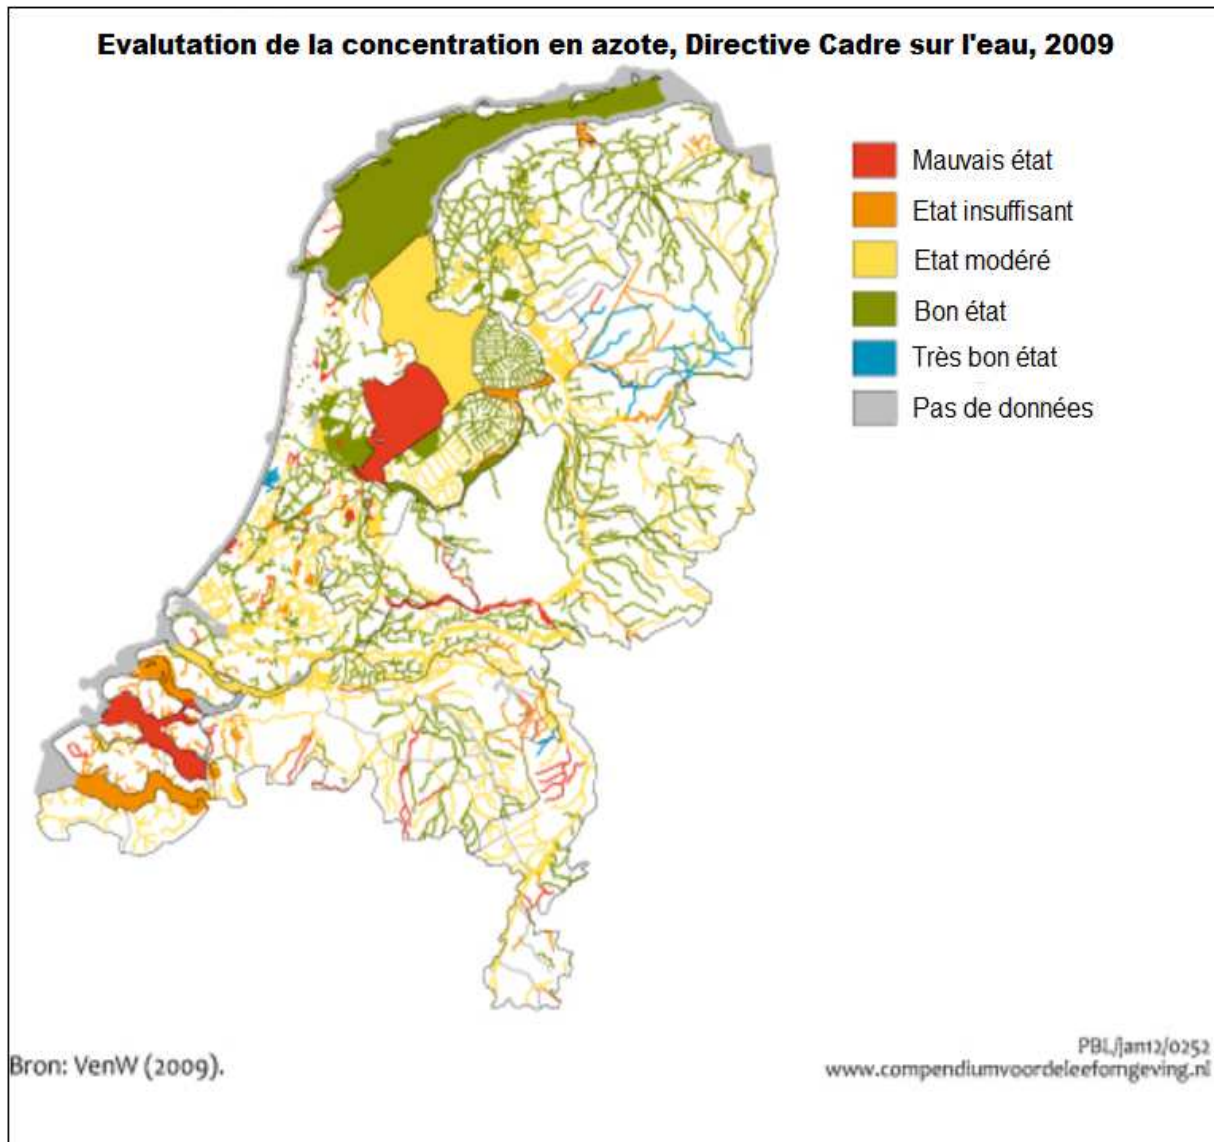 Evalutation de la concentration en azote, Directive Cadre sur l'eau, 2009
Mauvais état
Etat insuffisant
Etat modéré
Bon état
Très bon état
Pas de données
Bron: VenW (2009).
PBL/jan12/0252
www.compendiumvoordeleefomgeving.nl